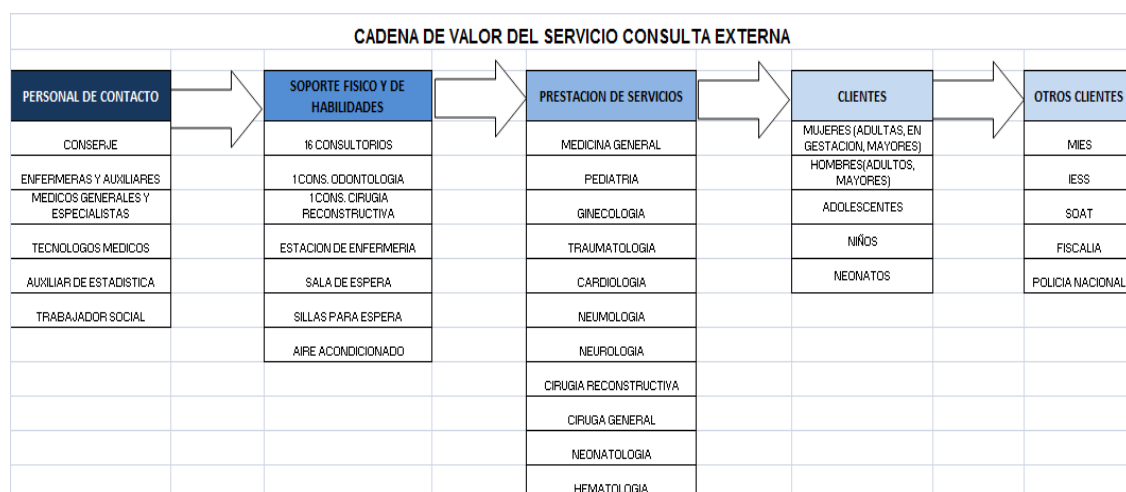 CADENA DE VALOR DEL SERVICIO CONSULTA EXTERNA
PERSONAL DE CONTACTO
CONSERJE
ENFERMERAS Y AUXILIARES
MEDICOS GENERALES Y
ESPECIALISTAS
TECNOLOGOS MEDICOS
AUXILIAR DE ESTADISTICA
TRABAJADOR SOCIAL
SOPORTE FISICO Y DE
HABILIDADES
16 CONSULTORIOS
1CONS. ODONTOLOGIA
1CONS. CIRUGIA
RECONSTRUCTIVA
ESTACION DE ENFERMERIA
SALA DE ESPERA
SILLAS PARA ESPERA
AIRE ACONDICIONADO
PRESTACION DE SERVICIOS
MEDICINA GENERAL
PEDIATRIA
GINECOLOGIA
TRAUMATOLOGIA
CARDIOLOGIA
NEUMOLOGIA
NEUROLOGIA
CIRUGIA RECONSTRUCTIVA
CIRUGA GENERAL
NEONATOLOGIA
HEMATOLOGIA
CLIENTES
MUJERES (ADULTAS, EN
GESTACION, MAYORES)
HOMBRES(ADULTOS,
MAYORES)
ADOLESCENTES
NIÑOS
NEONATOS
OTROS CLIENTES
MIES
IESS
SOAT
FISCALIA
POLICIA NACIONAL